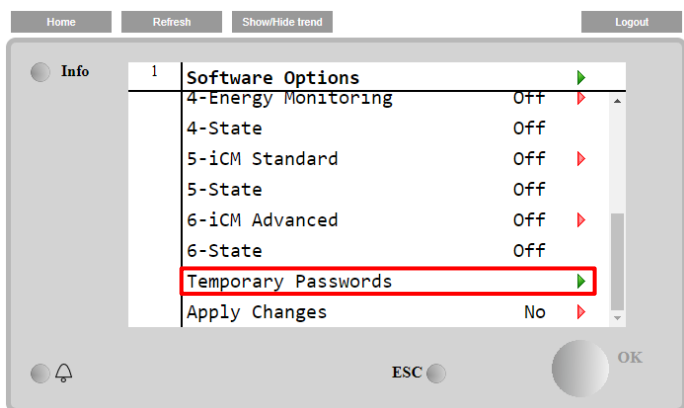 Home Refresh Show/Hide trend Logout
Info 1 Software Options
4-Energy Monitoring Off
4-State Off
5-iCM Standard Off
5-State Off
6-iCM Advanced Off
6-State Off
Temporary Passwords
Apply Changes No
ESC OK